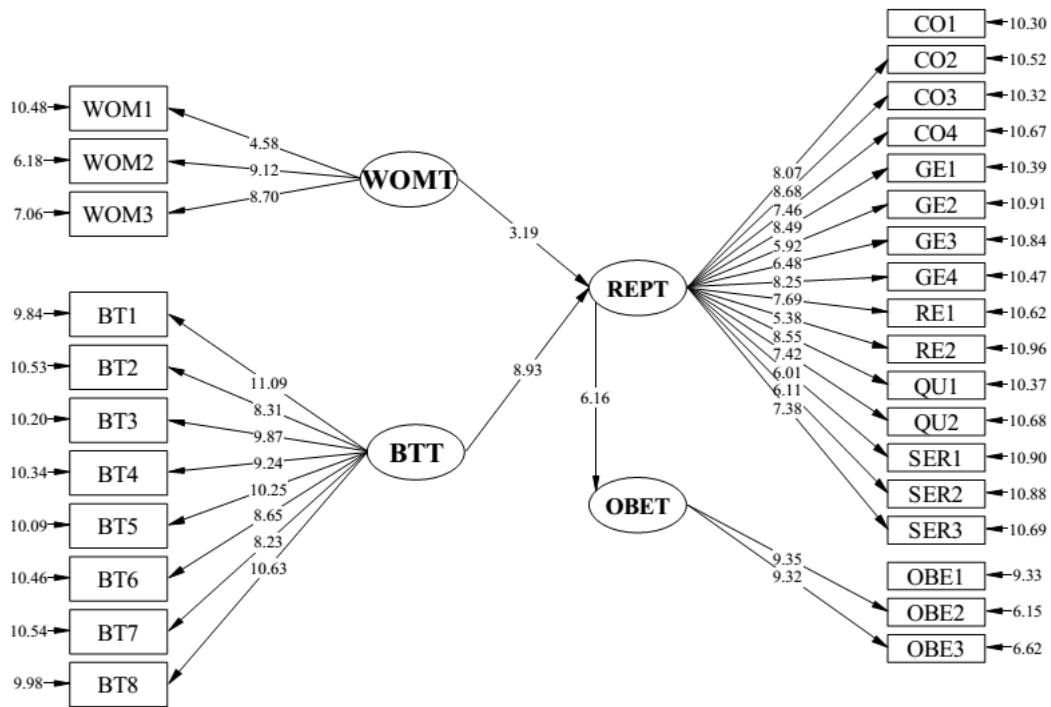 10.48 WOM1
6.18 WOM2
7.06 WOM3
4.58
9.12
8.70
WOMT
3.19
9.84 BT1
10.53 BT2
10.20 BT3
10.34 BT4
10.09 BT5
10.46 BT6
10.54 BT7
9.98 BT8
11.09
8.31
9.87
9.24
10.25
8.65
8.23
10.63
BTT
8.93
REPT
6.16
OBET
8.07
8.68
7.46
8.49
5.92
6.48
8.25
7.69
5.38
8.55
7.42
6.01
6.11
7.38
CO1 10.30
CO2 10.52
CO3 10.32
CO4 10.67
GE1 10.39
GE2 10.91
GE3 10.84
GE4 10.47
RE1 10.62
RE2 10.96
QU1 10.37
QU2 10.68
SER1 10.90
SER2 10.88
SER3 10.69
9.35
9.32
OBE1 9.33
OBE2 6.15
OBE3 6.62